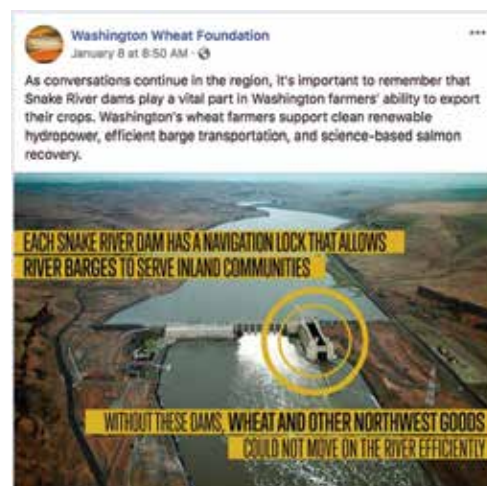 Washington Wheat Foundation
January 8 at 8:50 AM ·
As conversations continue in the region, it's important to remember that
Snake River dams play a vital part in Washington farmers' ability to export
their crops. Washington's wheat farmers support clean renewable
hydropower, efficient barge transportation, and science-based salmon
recovery.
EACH SNAKE RIVER DAM HAS A NAVIGATION LOCK THAT ALLOWS
RIVER BARGES TO SERVE INLAND COMMUNITIES
WITHOUT THESE DAMS, WHEAT AND OTHER NORTHWEST GOODS
COULD NOT MOVE ON THE RIVER EFFICIENTLY